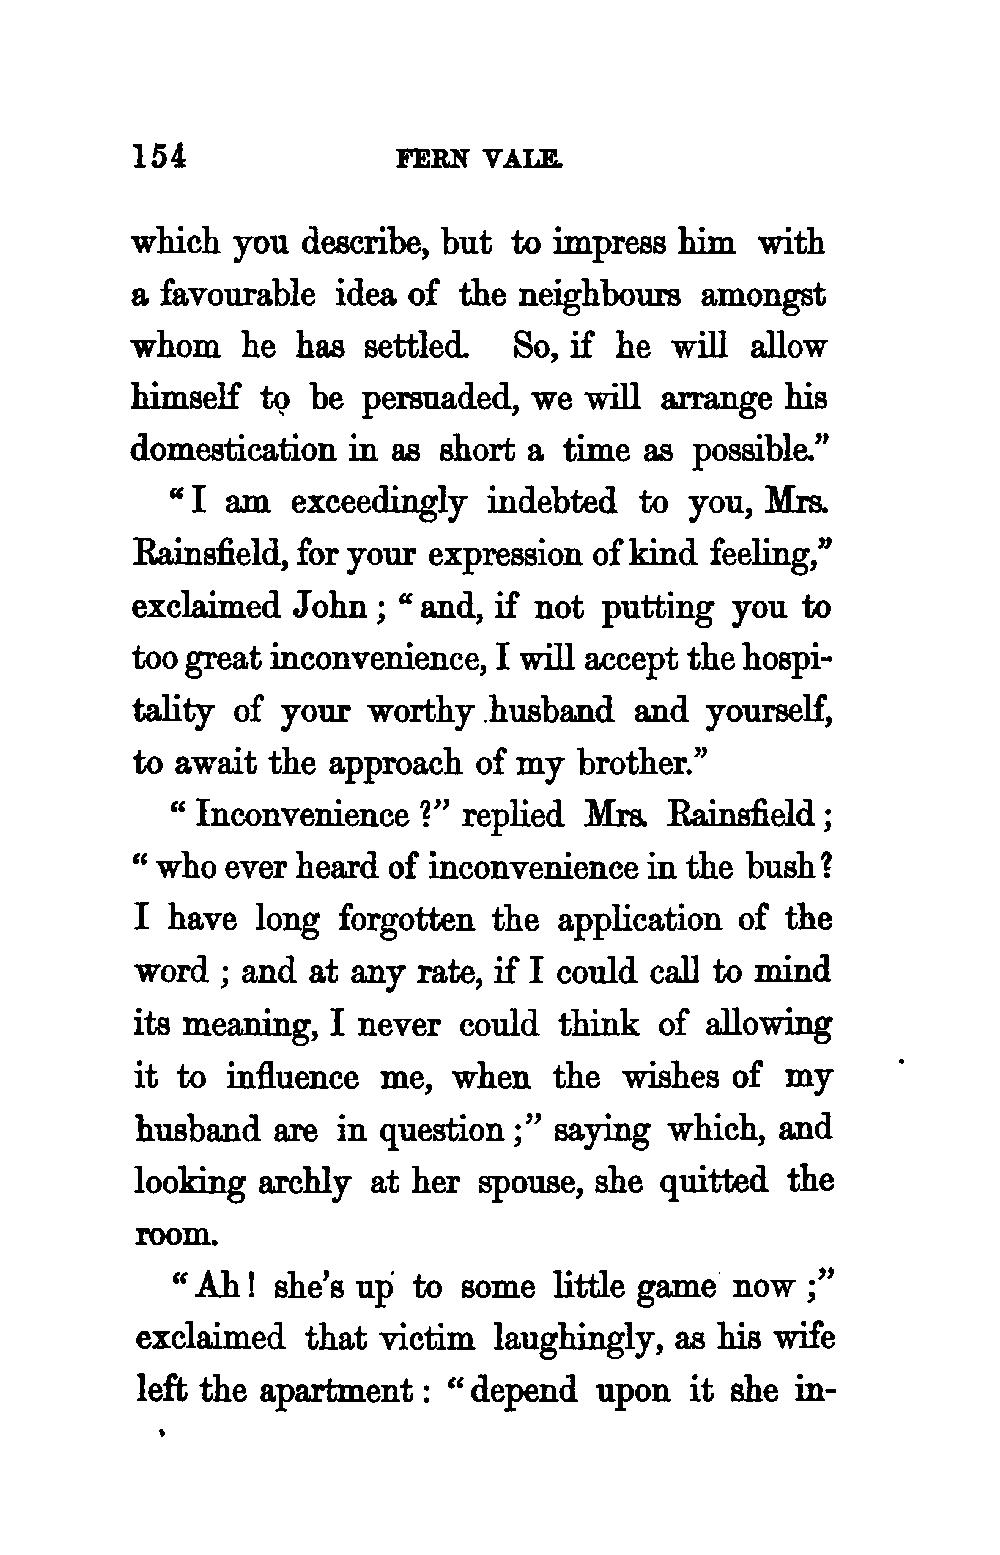 154 FERN VALE.
which you describe, but to impress him with
a favourable idea of the neighbours amongst
whom he has settled. So, if he will allow
himself to be persuaded, we will arrange his
domestication in as short a time as possible."
"I am exceedingly indebted to you, Mrs.
Rainsfield, for your expression of kind feeling,"
exclaimed John; "and, if not putting you to
too great inconvenience, I will accept the hospi-
tality of your worthy husband and yourself,
to await the approach of my brother."
"Inconvenience?" replied Mrs. Rainsfield;
"who ever heard of inconvenience in the bush?
I have long forgotten the application of the
word; and at any rate, if I could call to mind
its meaning, I never could think of allowing
it to influence me, when the wishes of my
husband are in question;" saying which, and
looking archly at her spouse, she quitted the
room.
"Ah! she's up to some little game now;"
exclaimed that victim laughingly, as his wife
left the apartment: "depend upon it she in-